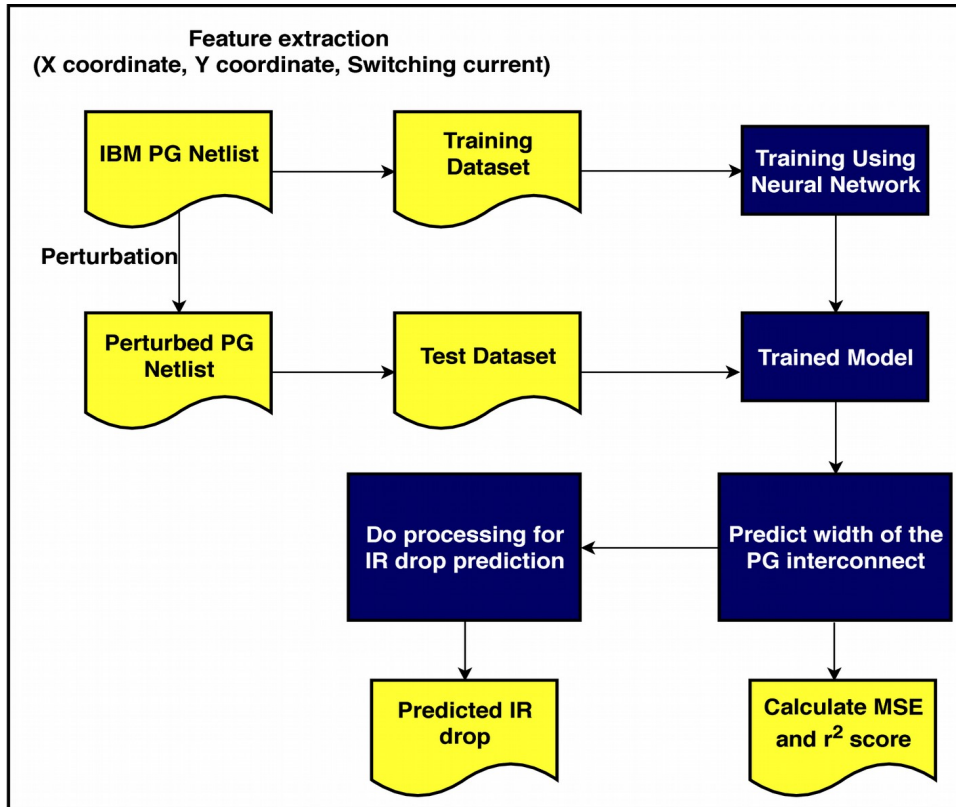 Feature extraction
(X coordinate, Y coordinate, Switching current)
IBM PG Netlist
Training
Dataset
Training Using
Neural Network
Perturbation
Perturbed PG
Netlist
Test Dataset
Trained Model
Do processing for
IR drop prediction
Predict width of the
PG interconnect
Predicted IR
drop
Calculate MSE
and r² score